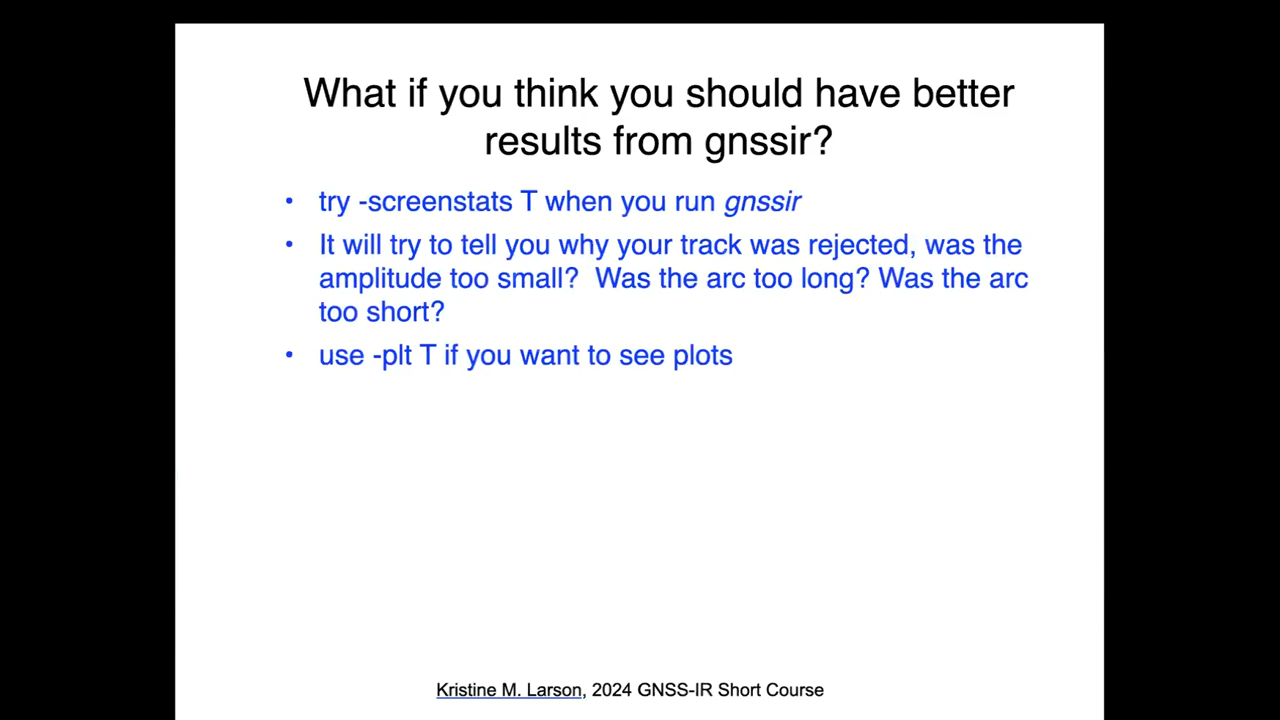 What if you think you should have better
results from gnssir?
• try -screenstats T when you run gnssir
• It will try to tell you why your track was rejected, was the
amplitude too small?  Was the arc too long? Was the arc
too short?
• use -plt T if you want to see plots
Kristine M. Larson, 2024 GNSS-IR Short Course